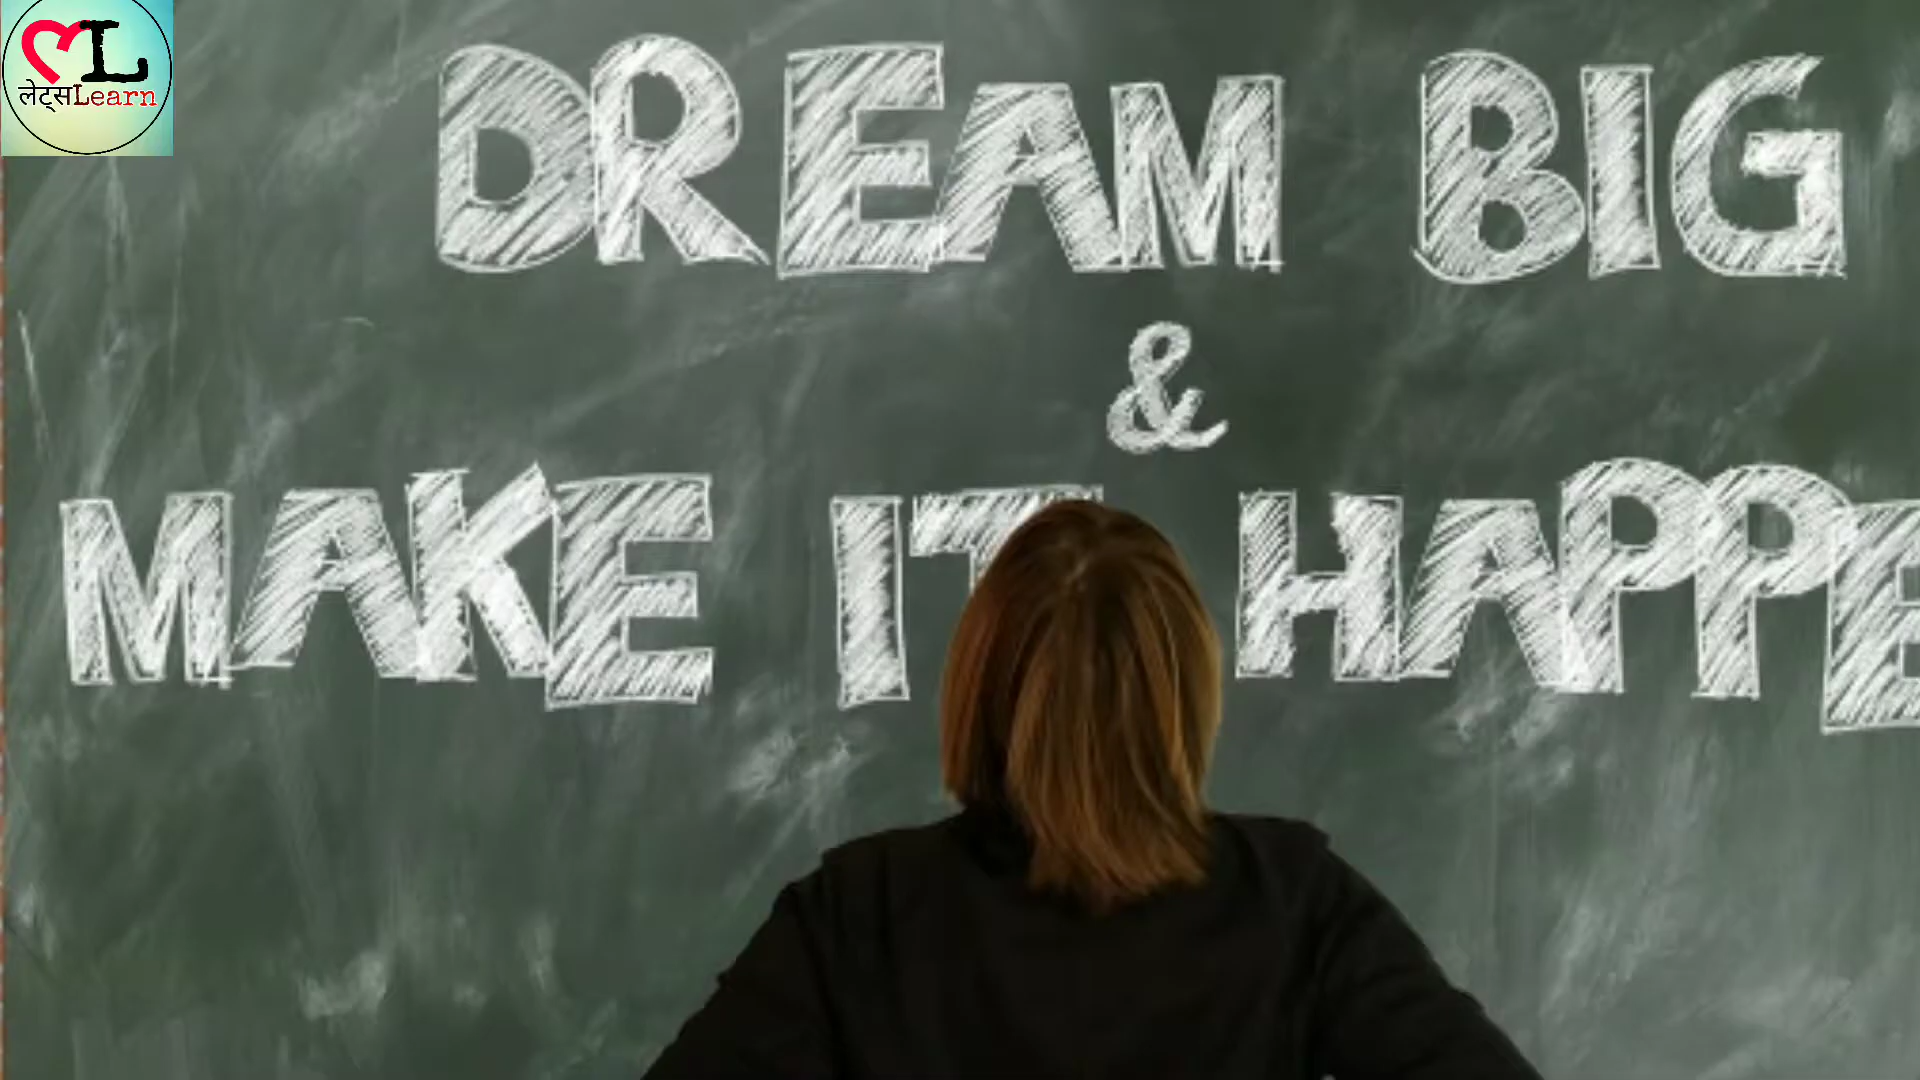 L
लेट्सLearn
DREAM BIG
&
MAKE IT HAPPE